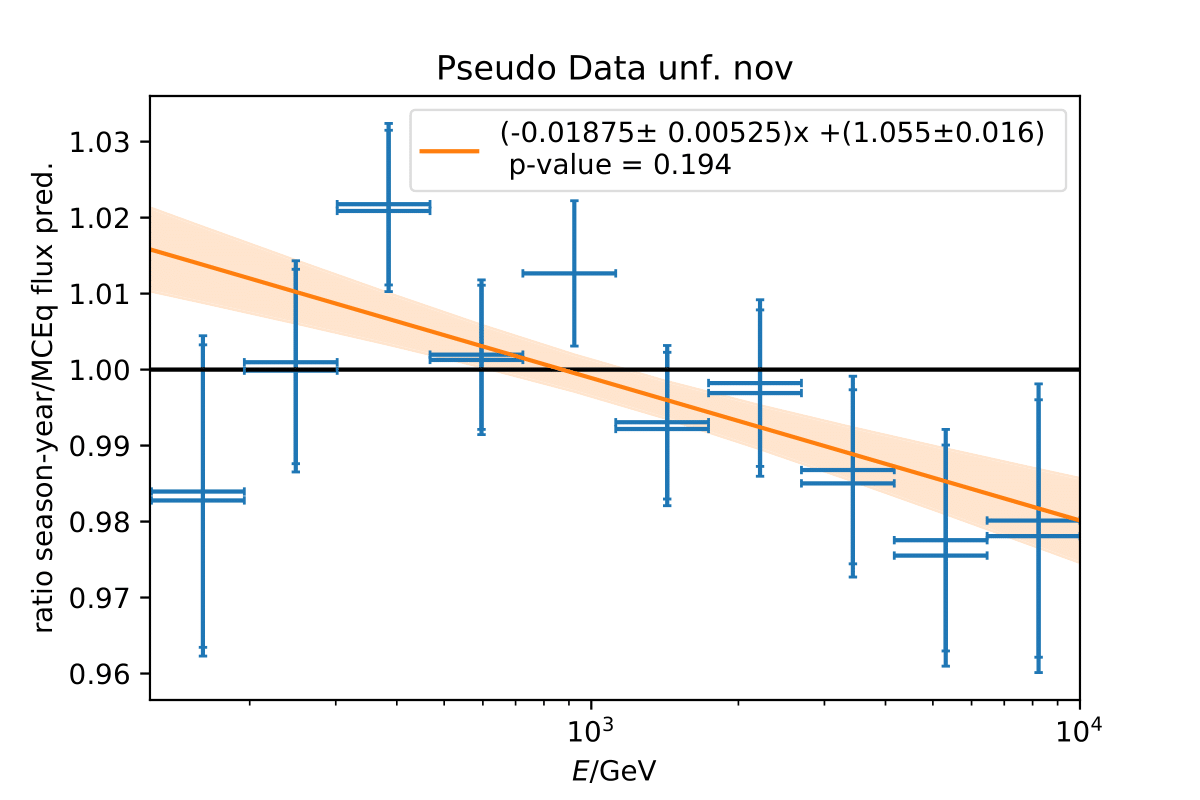 Pseudo Data unf. nov
(-0.01875± 0.00525)x +(1.055±0.016)
p-value = 0.194
ratio season-year/MCEq flux pred.
1.03
1.02
1.01
1.00
0.99
0.98
0.97
0.96
10³
10⁴
E/GeV